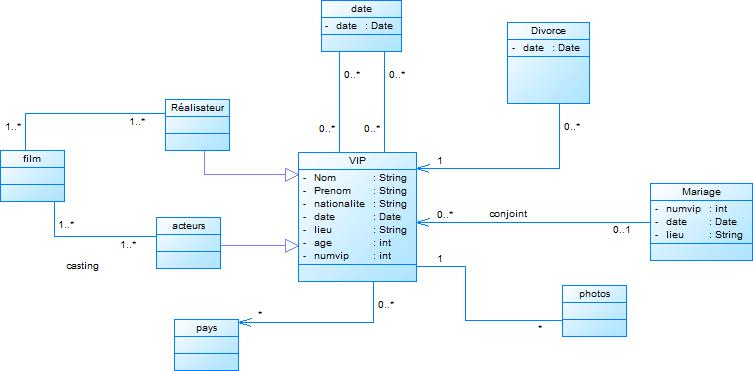 date
- date : Date
Divorce
- date : Date
0..*
0..*
Réalisateur
1..*
1..*
0..*
0..*
0..*
film
VIP
- Nom : String
- Prenom : String
- nationalite : String
- date : Date
- lieu : String
- age : int
- numvip : int
1
Mariage
- numvip : int
- date : Date
- lieu : String
0..*
conjoint
0..1
1..*
1..*
acteurs
casting
1
0..*
photos
*
*
pays